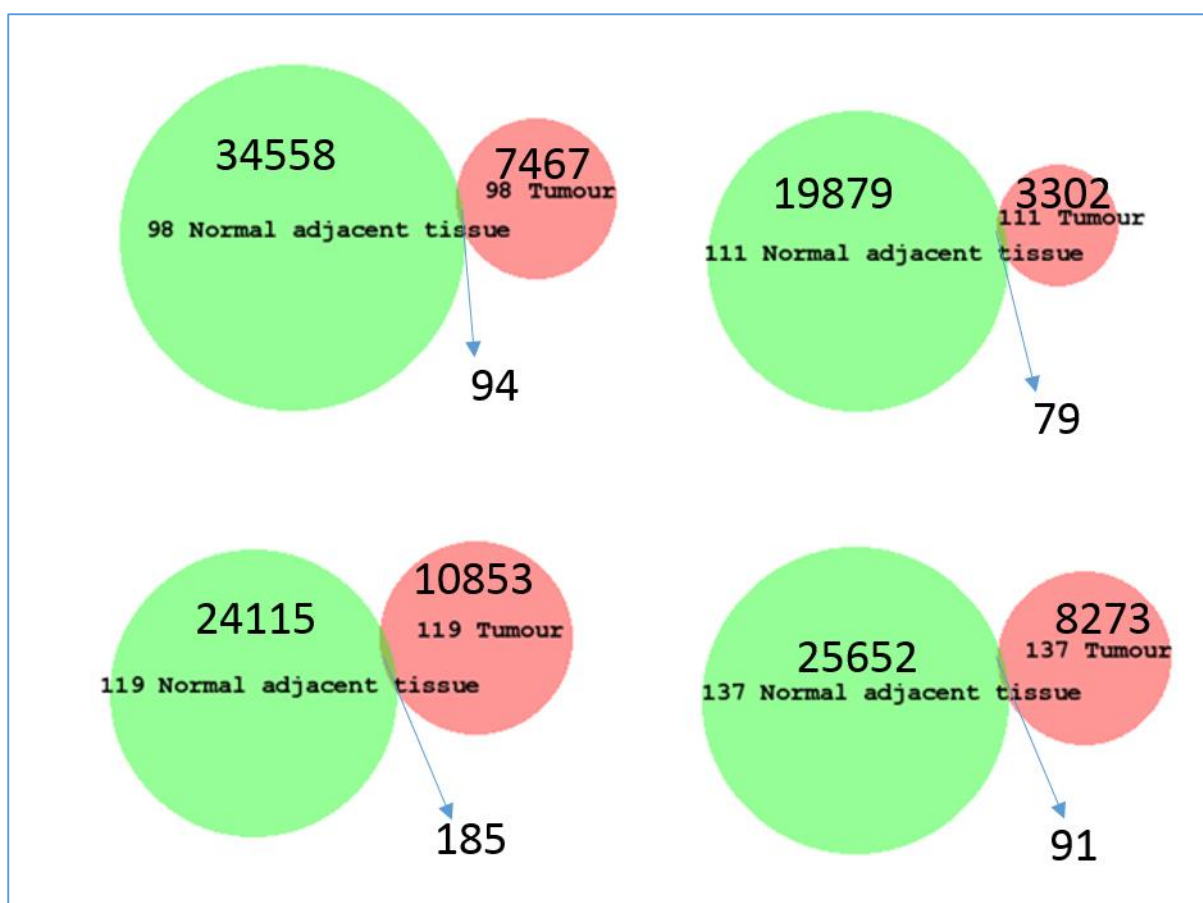 34558
98 Normal adjacent tissue
7467
98 Tumour
94
19879
111 Normal adjacent tissue
3302
111 Tumour
79
24115
119 Normal adjacent tissue
10853
119 Tumour
185
25652
137 Normal adjacent tissue
8273
137 Tumour
91